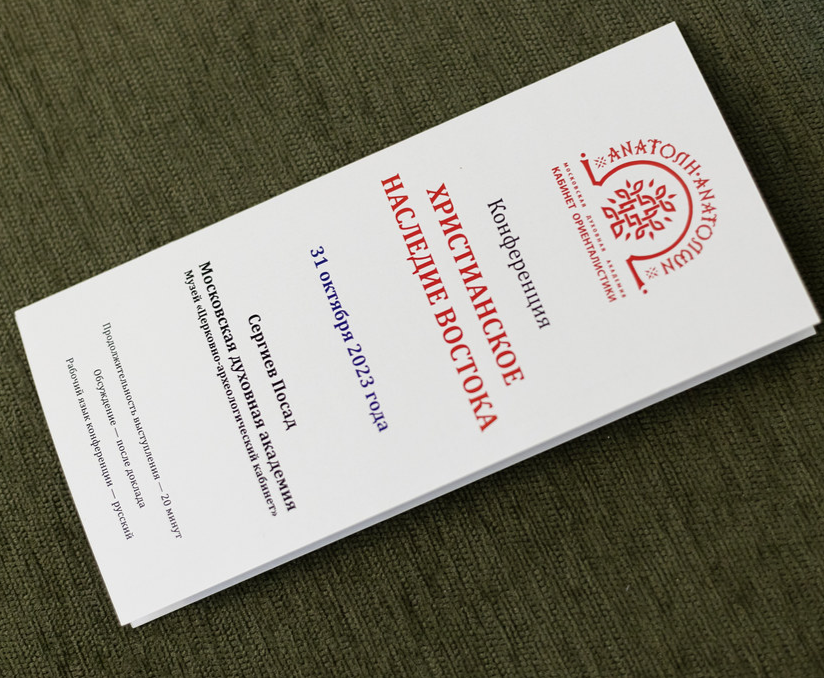 ΑΝΑΤΟΛΗ·ΑΝΑΤΟΛΩΝ
МОСКОВСКАЯ ДУХОВНАЯ АКАДЕМИЯ
КАБИНЕТ ОРИЕНТАЛИСТИКИ
Конференция
ХРИСТИАНСКОЕ
НАСЛЕДИЕ ВОСТОКА
31 октября 2023 года
Сергиев Посад
Московская духовная академия
Музей «Церковно-археологический кабинет»
Продолжительность выступления — 20 минут
Обсуждение — после доклада
Рабочий язык конференции — русский